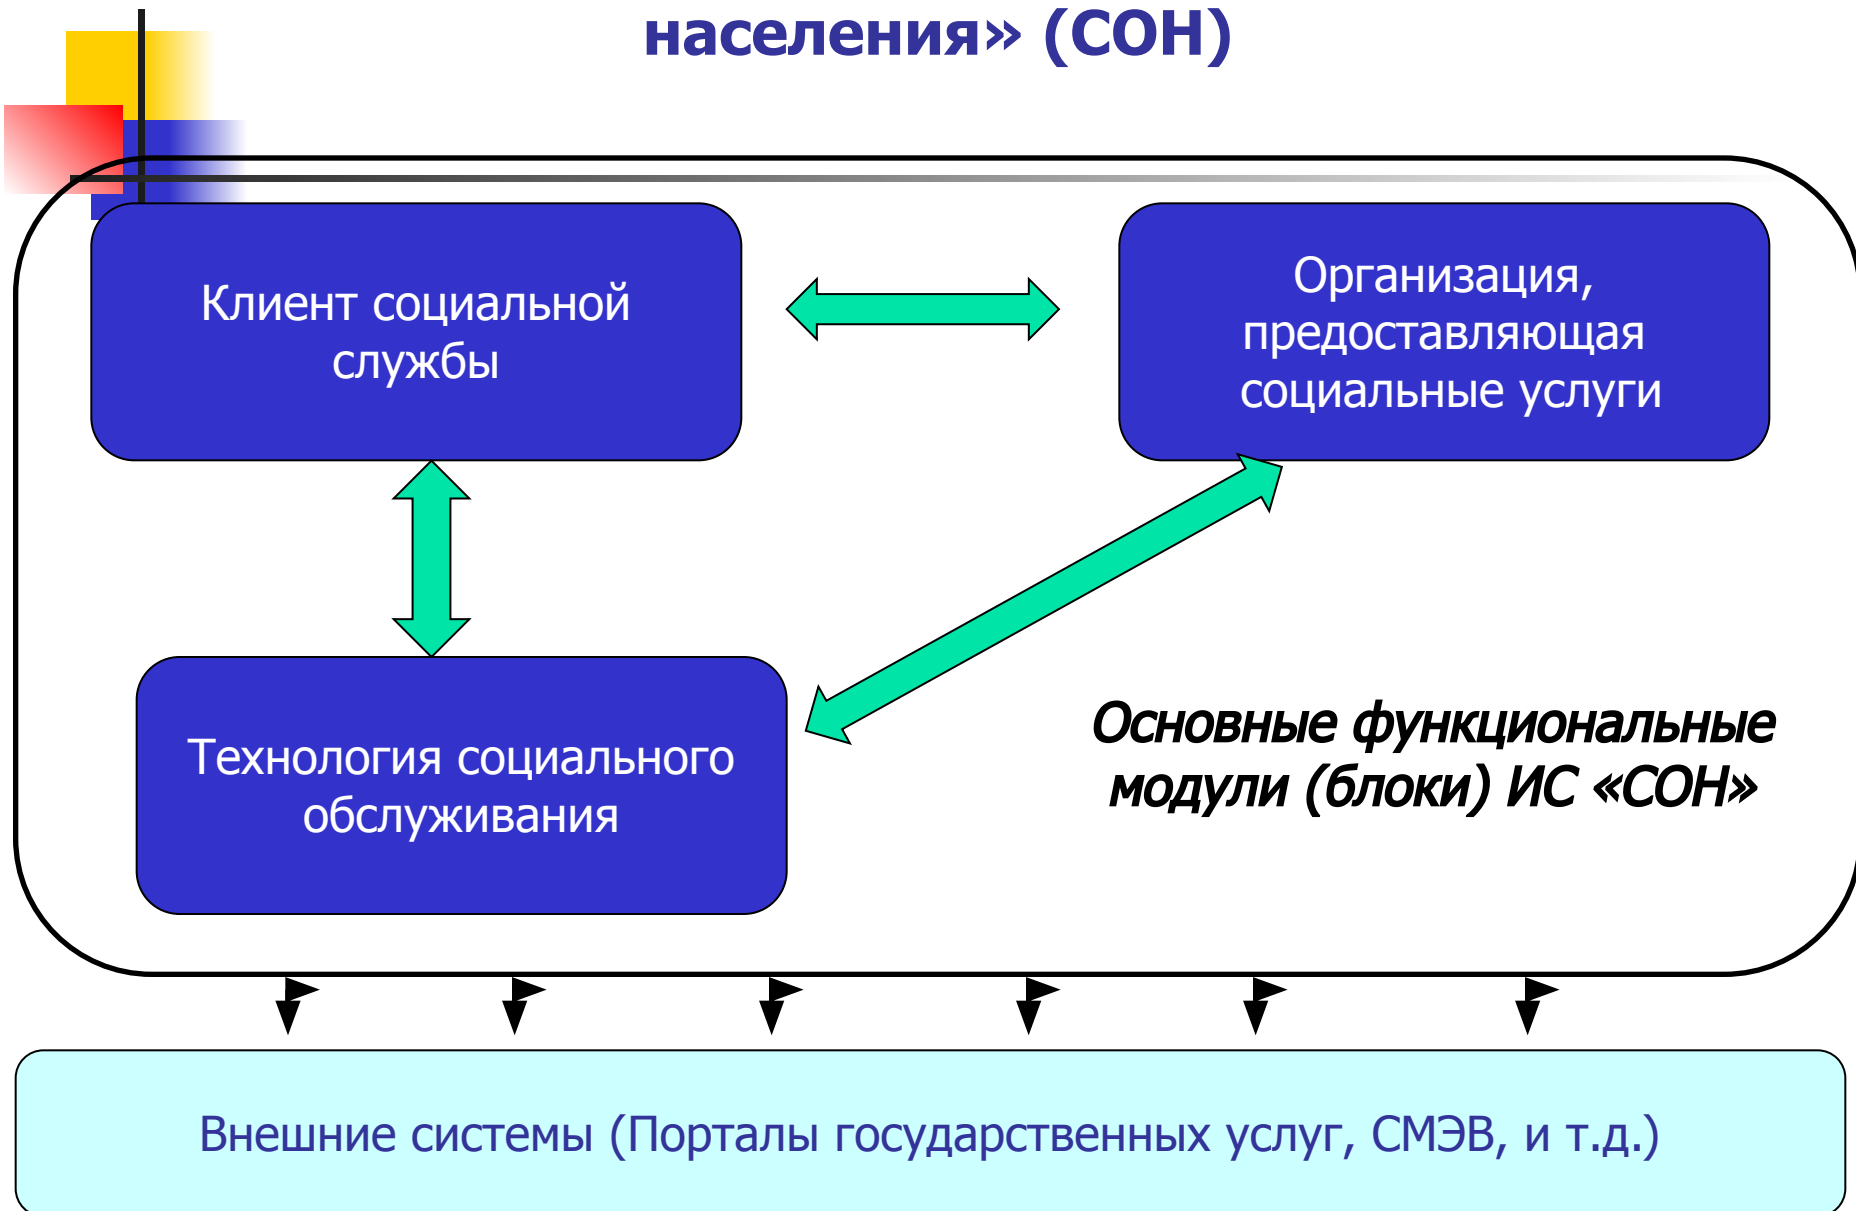 населения» (СОН)
Клиент социальной
службы
Организация,
предоставляющая
социальные услуги
Технология социального
обслуживания
Основные функциональные
модули (блоки) ИС «СОН»
Внешние системы (Порталы государственных услуг, СМЭВ, и т.д.)